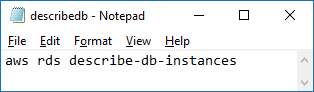 describedb - Notepad
File Edit Format View Help
aws rds describe-db-instances